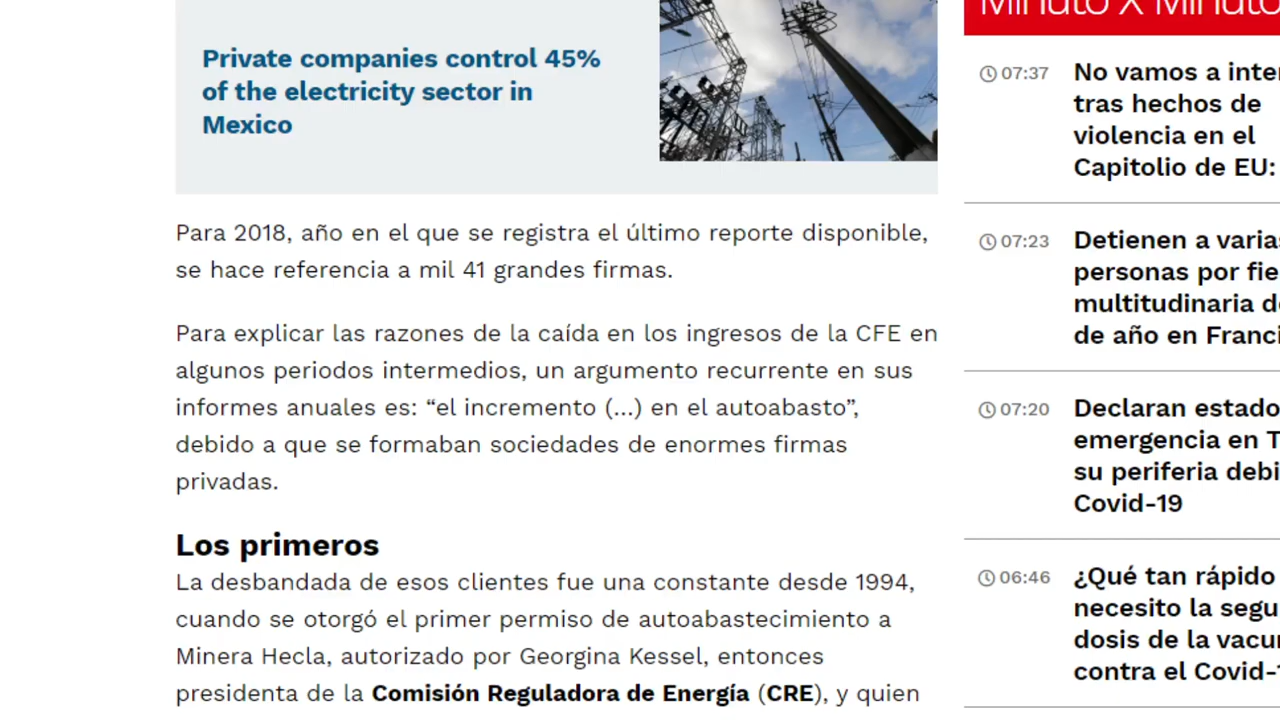 Private companies control 45%
of the electricity sector in
Mexico
Para 2018, año en el que se registra el último reporte disponible,
se hace referencia a mil 41 grandes firmas.
Para explicar las razones de la caída en los ingresos de la CFE en
algunos periodos intermedios, un argumento recurrente en sus
informes anuales es: “el incremento (...) en el autoabasto”,
debido a que se formaban sociedades de enormes firmas
privadas.
Los primeros
La desbandada de esos clientes fue una constante desde 1994,
cuando se otorgó el primer permiso de autoabastecimiento a
Minera Hecla, autorizado por Georgina Kessel, entonces
presidenta de la Comisión Reguladora de Energía (CRE), y quien
Minuto X Minuto
07:37
No vamos a inter
tras hechos de
violencia en el
Capitolio de EU:
07:23
Detienen a varias
personas por fie
multitudinaria de
de año en Franci
07:20
Declaran estado
emergencia en T
su periferia debi
Covid-19
06:46
¿Qué tan rápido
necesito la segu
dosis de la vacu
contra el Covid-